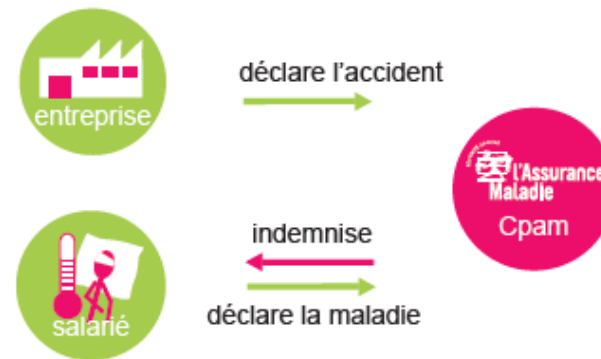 déclare l'accident
entreprise
l'Assurance
Maladie
Cpam
indemnise
salarié
déclare la maladie